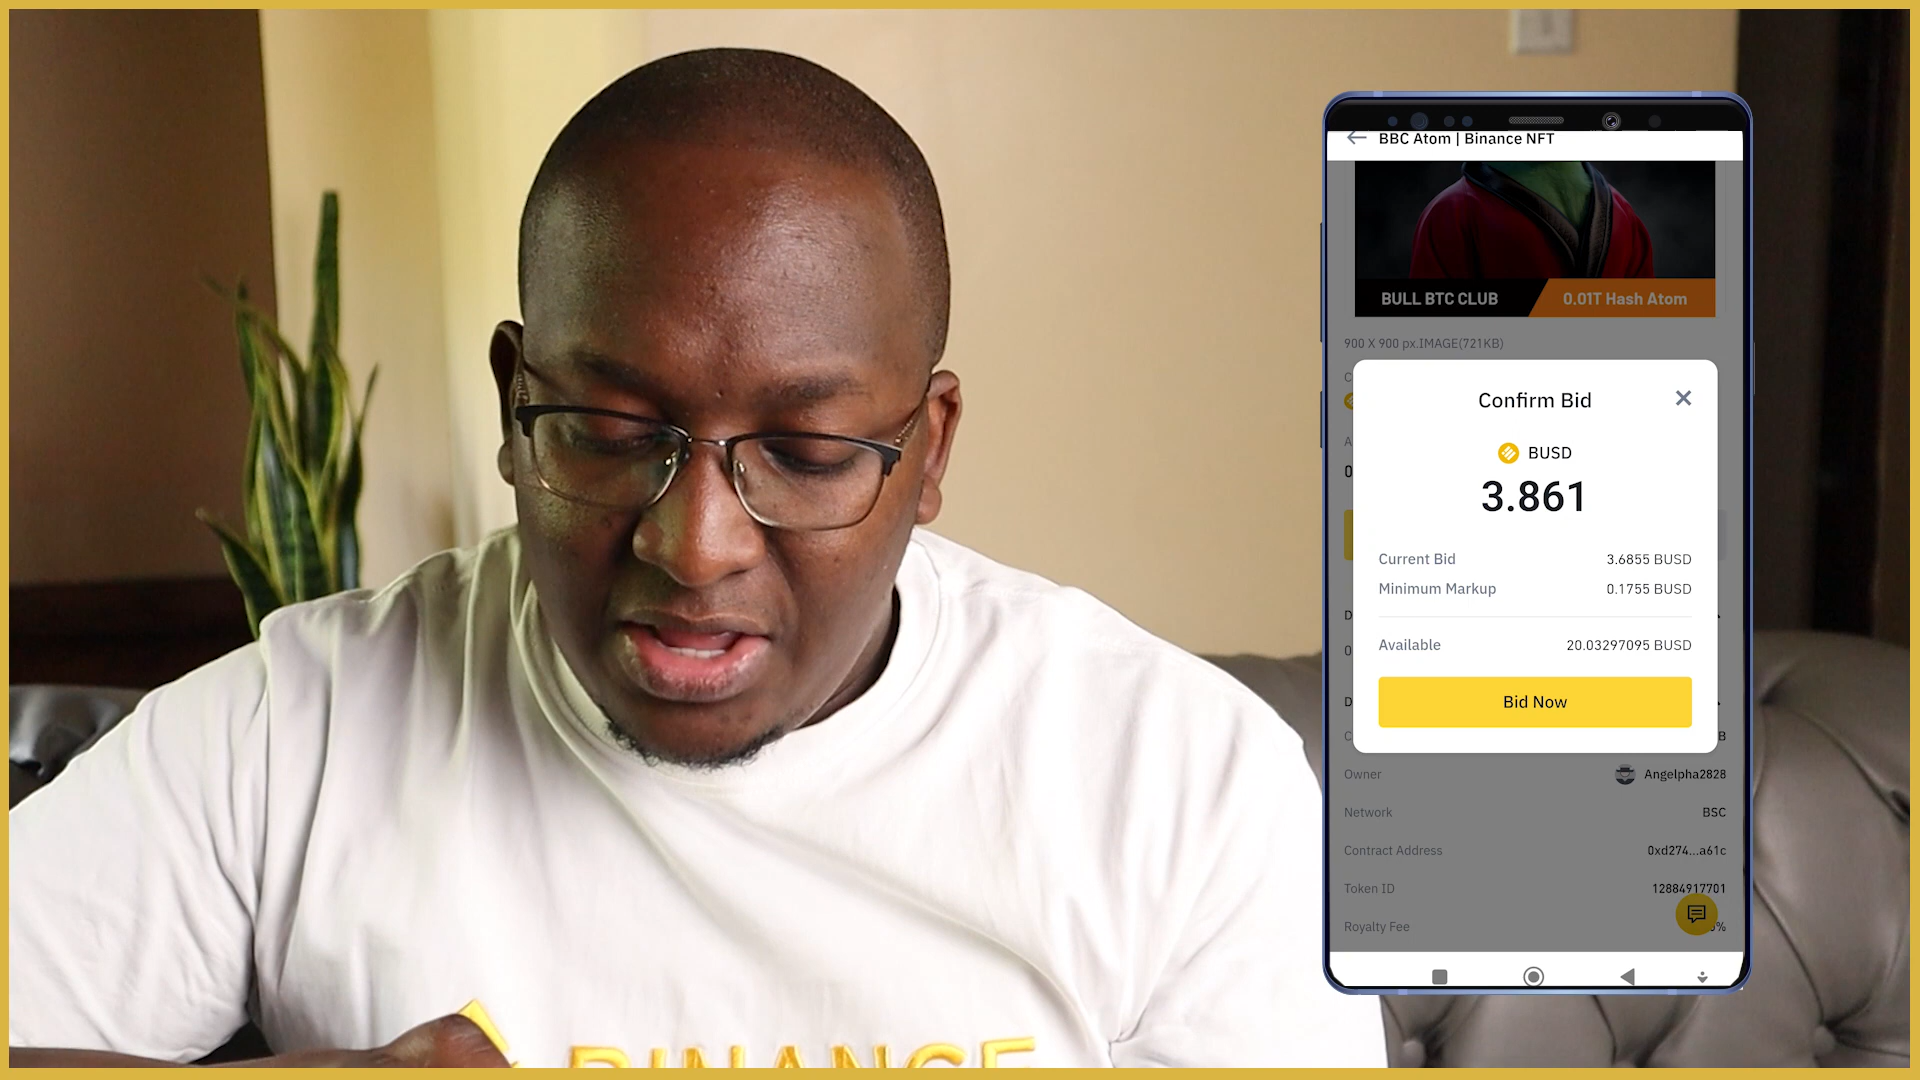 BBC Atom | Binance NFT
BULL BTC CLUB
0.01T Hash Atom
900 X 900 px.IMAGE(721KB)
Confirm Bid
BUSD
3.861
Current Bid 3.6855 BUSD
Minimum Markup 0.1755 BUSD
Available 20.03297095 BUSD
Bid Now
Owner Angelpha2828
Network BSC
Contract Address 0xd274...a61c
Token ID 12884917701
Royalty Fee
BINANCE